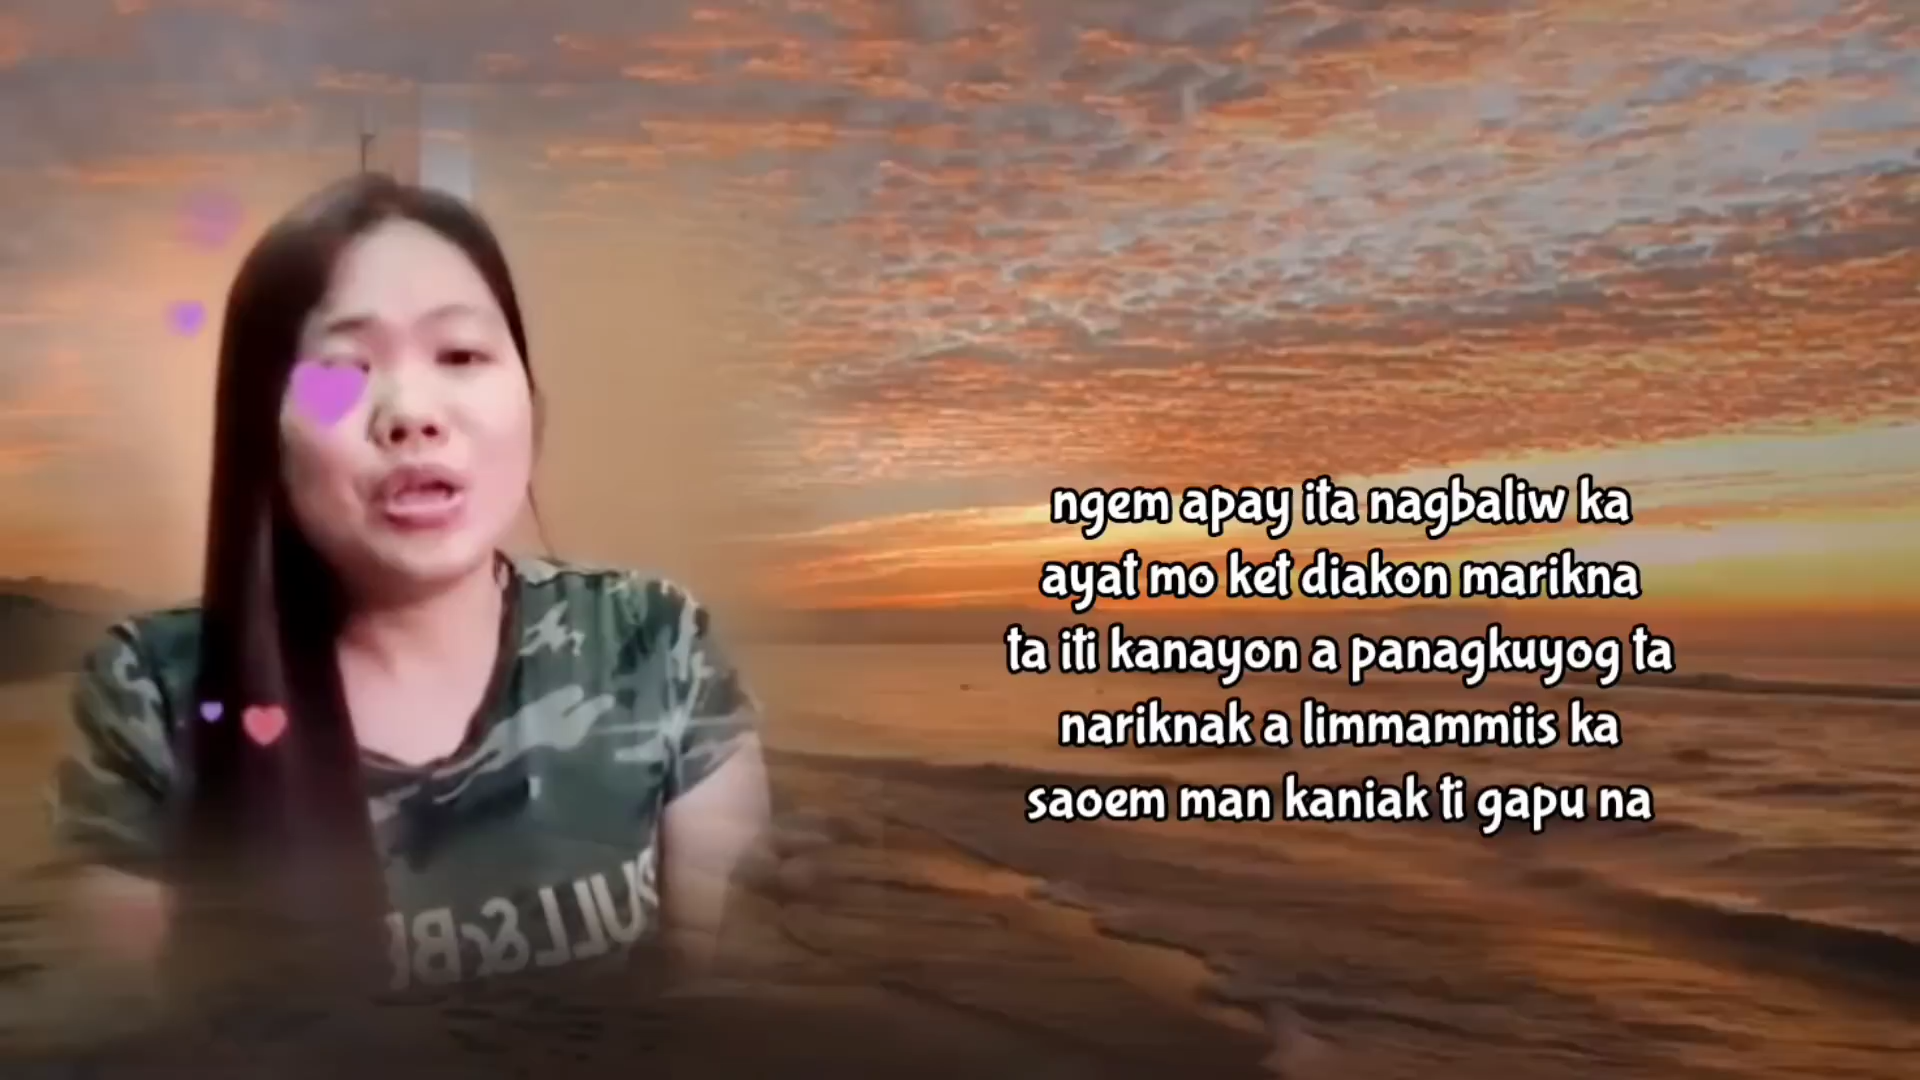 ngem apay ita nagbaliw ka
ayat mo ket diakon marikna
ta iti kanayon a panagkuyog ta
nariknak a limmammiis ka
saoem man kaniak ti gapu na
PULL&B